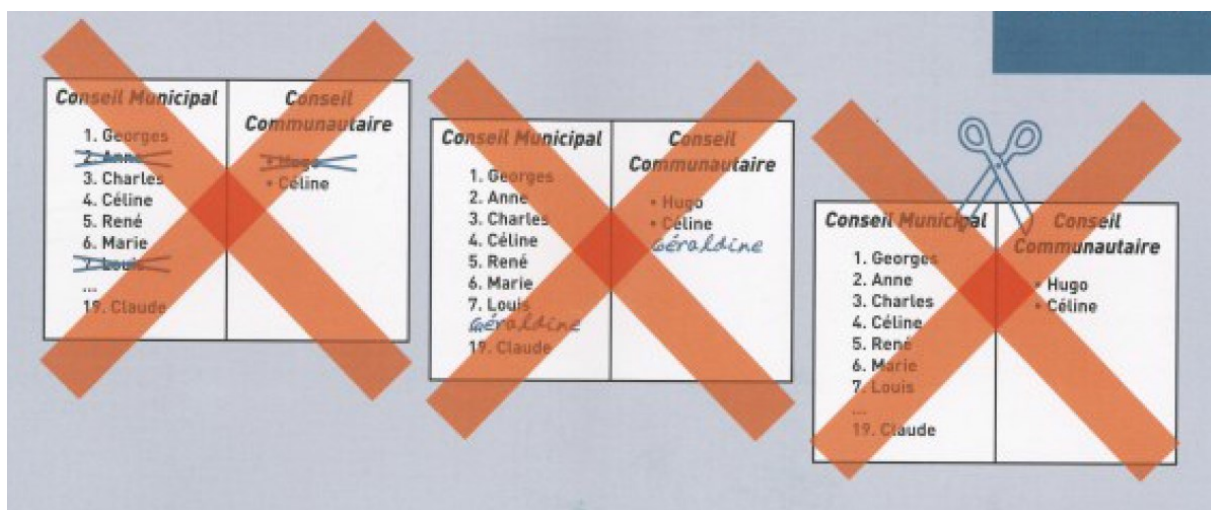 Conseil Municipal
1. Georges
2. Anne
3. Charles
4. Céline
5. René
6. Marie
7. Louis
...
19. Claude
Conseil
Communautaire
• Hugo
• Céline
Conseil Municipal
1. Georges
2. Anne
3. Charles
4. Céline
5. René
6. Marie
7. Louis
Géraldine
19. Claude
Conseil
Communautaire
• Hugo
• Céline
Géraldine
Conseil Municipal
1. Georges
2. Anne
3. Charles
4. Céline
5. René
6. Marie
7. Louis
...
19. Claude
Conseil
Communautaire
• Hugo
• Céline